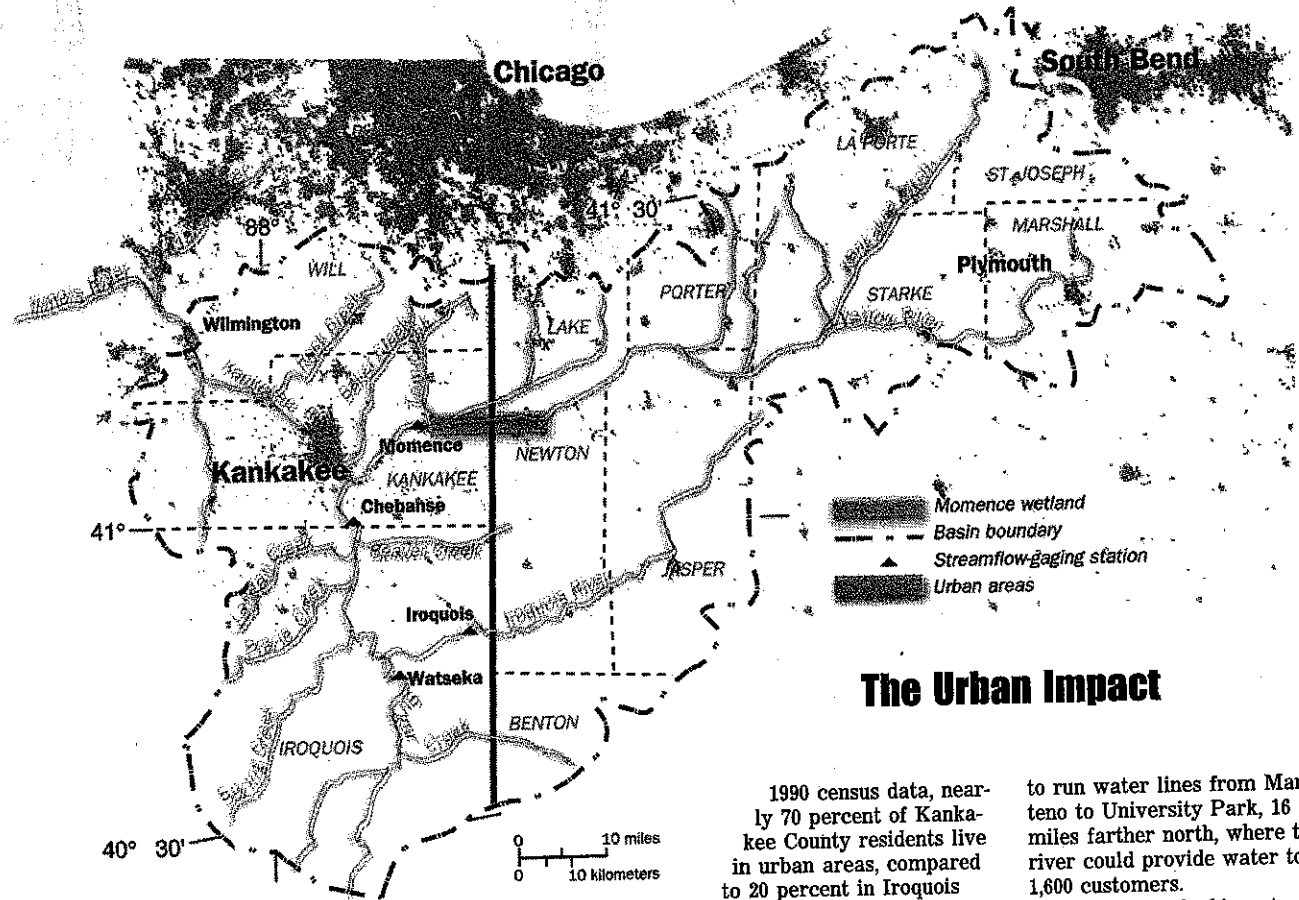 Chicago
South Bend
LA PORTE
ST. JOSEPH
41° 30'
88°
MARSHALL
WILL
Plymouth
PORTER
STARKE
Wilmington
LAKE
Momence
NEWTON
Kankakee
KANKAKEE
Chebanse
Momence wetland
Basin boundary
41°
Beaver Creek
Streamflow-gaging station
JASPER
Urban areas
Iroquois
Iroquois River
Watseka
The Urban Impact
BENTON
IROQUOIS
40° 30'
0 10 miles
0 10 kilometers
1990 census data, near-
ly 70 percent of Kanka-
kee County residents live
in urban areas, compared
to 20 percent in Iroquois
to run water lines from Man
teno to University Park, 16
miles farther north, where t
river could provide water to
1,600 customers.